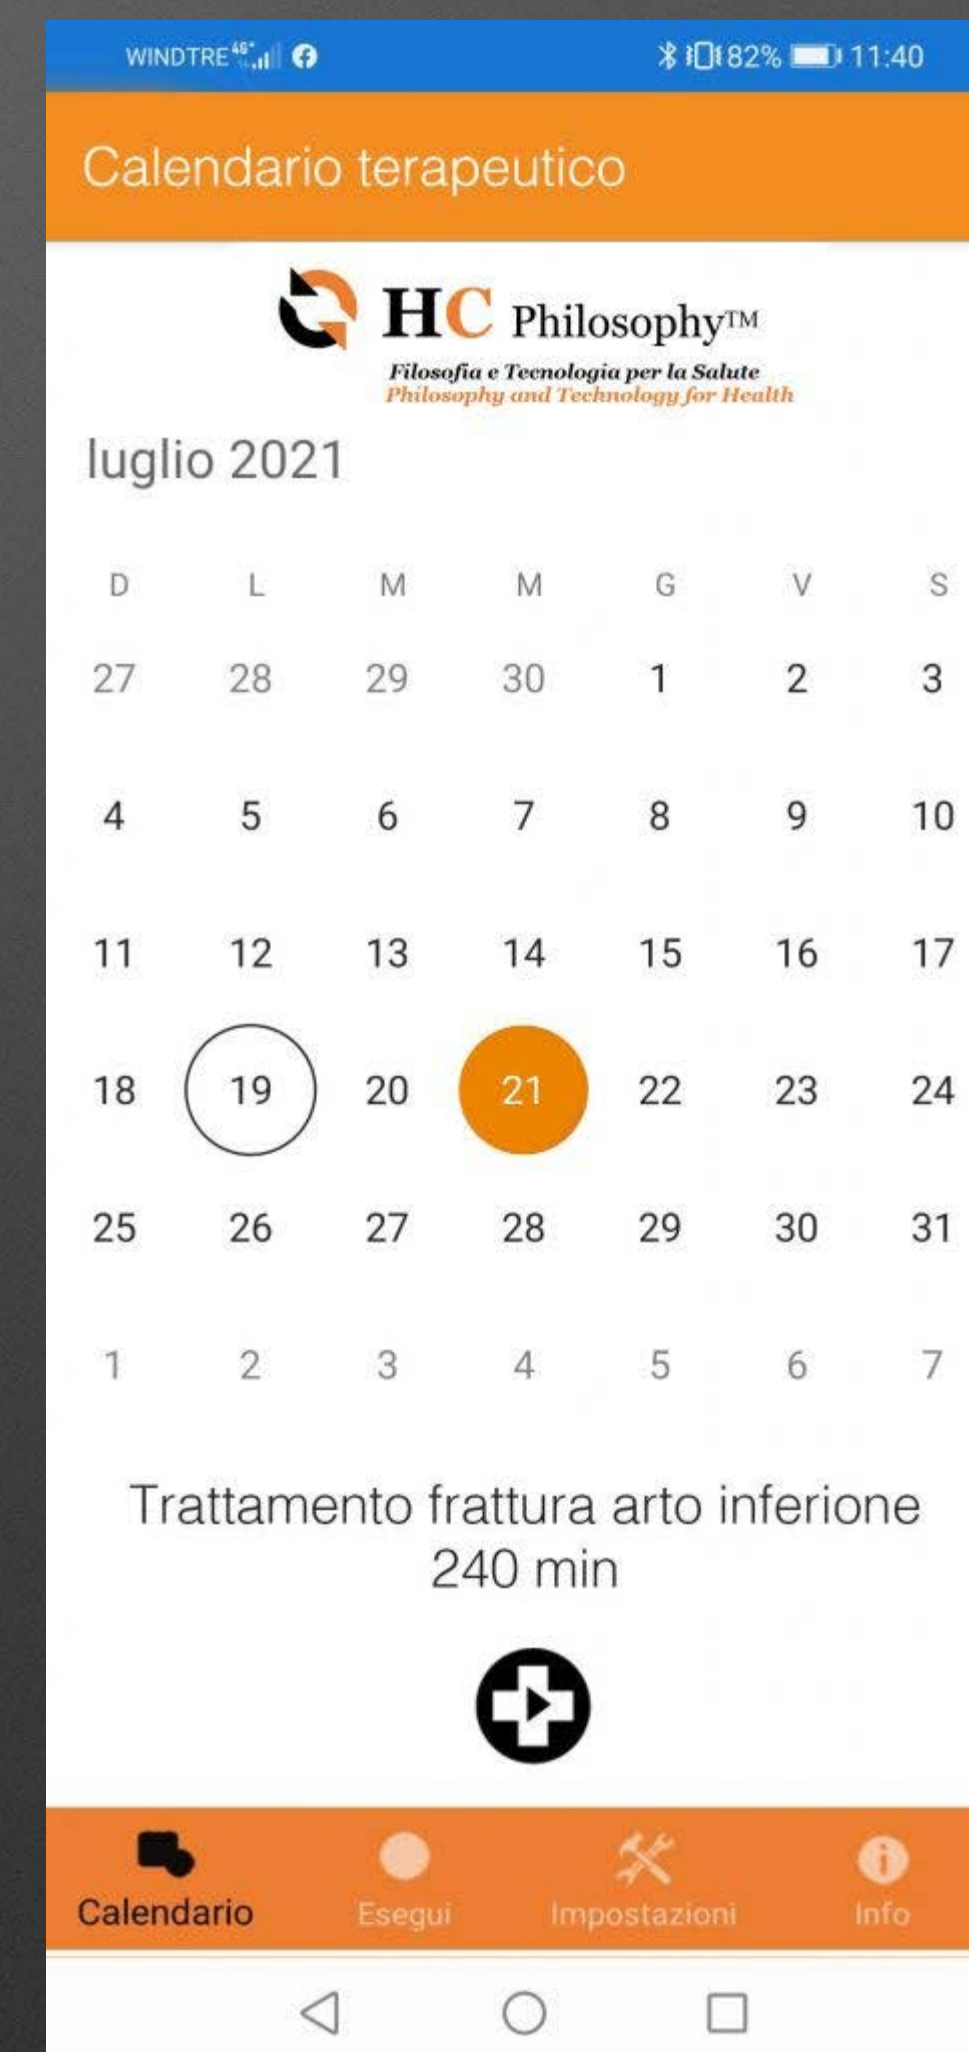 WINDTRE 4G+ 82% 11:40
Calendario terapeutico
HC Philosophy™
Filosofia e Tecnologia per la Salute
Philosophy and Technology for Health
luglio 2021
D L M M G V S
27 28 29 30 1 2 3
4 5 6 7 8 9 10
11 12 13 14 15 16 17
18 19 20 21 22 23 24
25 26 27 28 29 30 31
1 2 3 4 5 6 7
Trattamento frattura arto inferione
240 min
Calendario Esegui Impostazioni Info